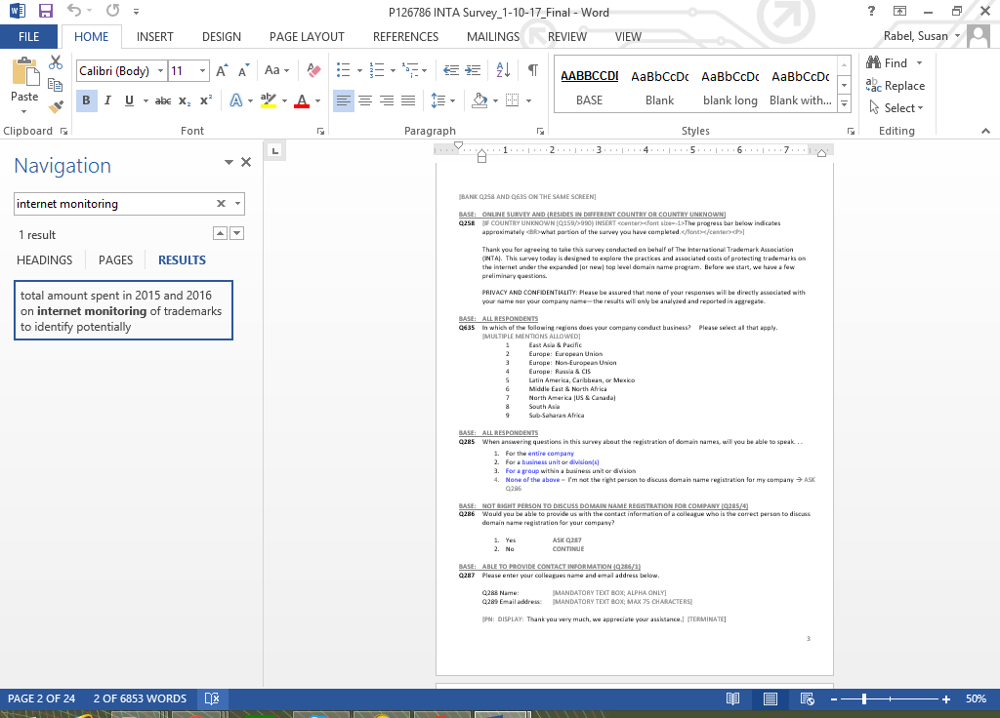 P126786 INTA Survey_1-10-17_Final - Word
FILE HOME INSERT DESIGN PAGE LAYOUT REFERENCES MAILINGS REVIEW VIEW Rabel, Susan
Paste
Calibri (Body) 11 A A Aa
B I U abc X2 X2 A aby A
AABBCCDI AaBbCcDc AaBbCcDc AaBbCcDc
BASE Blank blank long Blank with...
Find
Replace
Select
Clipboard Font Paragraph Styles Editing
Navigation
internet monitoring
1 result
HEADINGS PAGES RESULTS
total amount spent in 2015 and 2016
on internet monitoring of trademarks
to identify potentially
L
1 2 3 4 5 6 7
[BANK Q258 AND Q635 ON THE SAME SCREEN]
BASE: ONLINE SURVEY AND (RESIDES IN DIFFERENT COUNTRY OR COUNTRY UNKNOWN)
Q258 [IF COUNTRY UNKNOWN (Q159/>990) INSERT <center><font size=-1>The progress bar below indicates
approximately <BR>what portion of the survey you have completed.</font></center><P>]
Thank you for agreeing to take this survey conducted on behalf of The International Trademark Association
(INTA). This survey today is designed to explore the practices and associated costs of protecting trademarks on
the internet under the expanded (or new) top level domain name program. Before we start, we have a few
preliminary questions.
PRIVACY AND CONFIDENTIALITY: Please be assured that none of your responses will be directly associated with
your name nor your company name—the results will only be analyzed and reported in aggregate.
BASE: ALL RESPONDENTS
Q635 In which of the following regions does your company conduct business? Please select all that apply.
[MULTIPLE MENTIONS ALLOWED]
1 East Asia & Pacific
2 Europe: European Union
3 Europe: Non-European Union
4 Europe: Russia & CIS
5 Latin America, Caribbean, or Mexico
6 Middle East & North Africa
7 North America (US & Canada)
8 South Asia
9 Sub-Saharan Africa
BASE: ALL RESPONDENTS
Q285 When answering questions in this survey about the registration of domain names, will you be able to speak. . .
1. For the entire company
2. For a business unit or division(s)
3. For a group within a business unit or division
4. None of the above – I'm not the right person to discuss domain name registration for my company → ASK
Q286
BASE: NOT RIGHT PERSON TO DISCUSS DOMAIN NAME REGISTRATION FOR COMPANY (Q285/4)
Q286 Would you be able to provide us with the contact information of a colleague who is the correct person to discuss
domain name registration for your company?
1. Yes ASK Q287
2. No CONTINUE
BASE: ABLE TO PROVIDE CONTACT INFORMATION (Q286/1)
Q287 Please enter your colleagues name and email address below.
Q288 Name: [MANDATORY TEXT BOX; ALPHA ONLY]
Q289 Email address: [MANDATORY TEXT BOX; MAX 75 CHARACTERS]
[PN: DISPLAY: Thank you very much, we appreciate your assistance.] [TERMINATE]
3
PAGE 2 OF 24 2 OF 6853 WORDS 50%